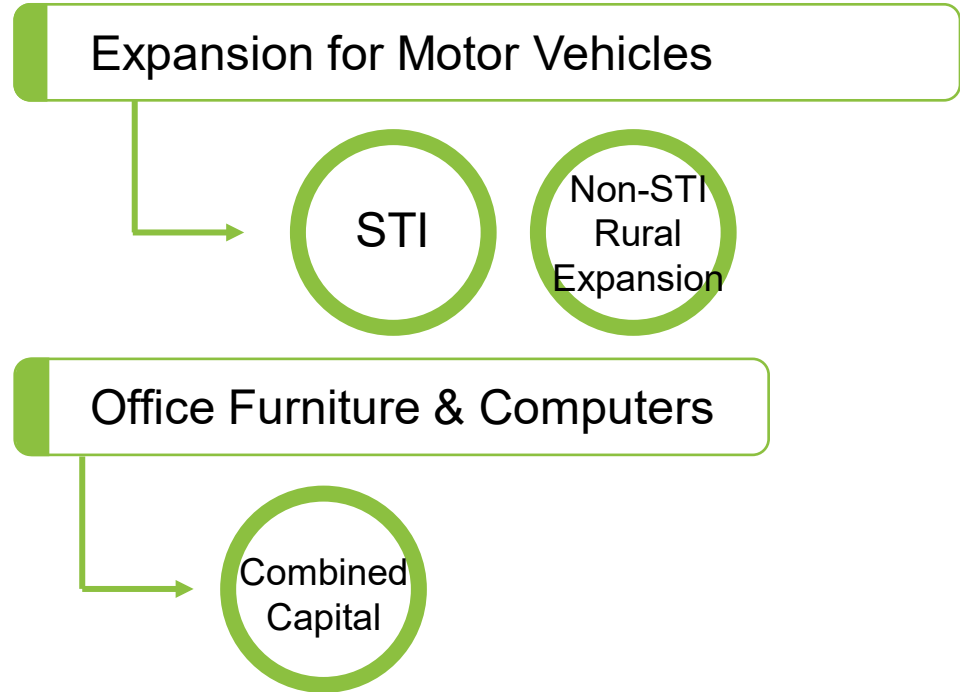 Expansion for Motor Vehicles
STI
Non-STI
Rural
Expansion
Office Furniture & Computers
Combined
Capital